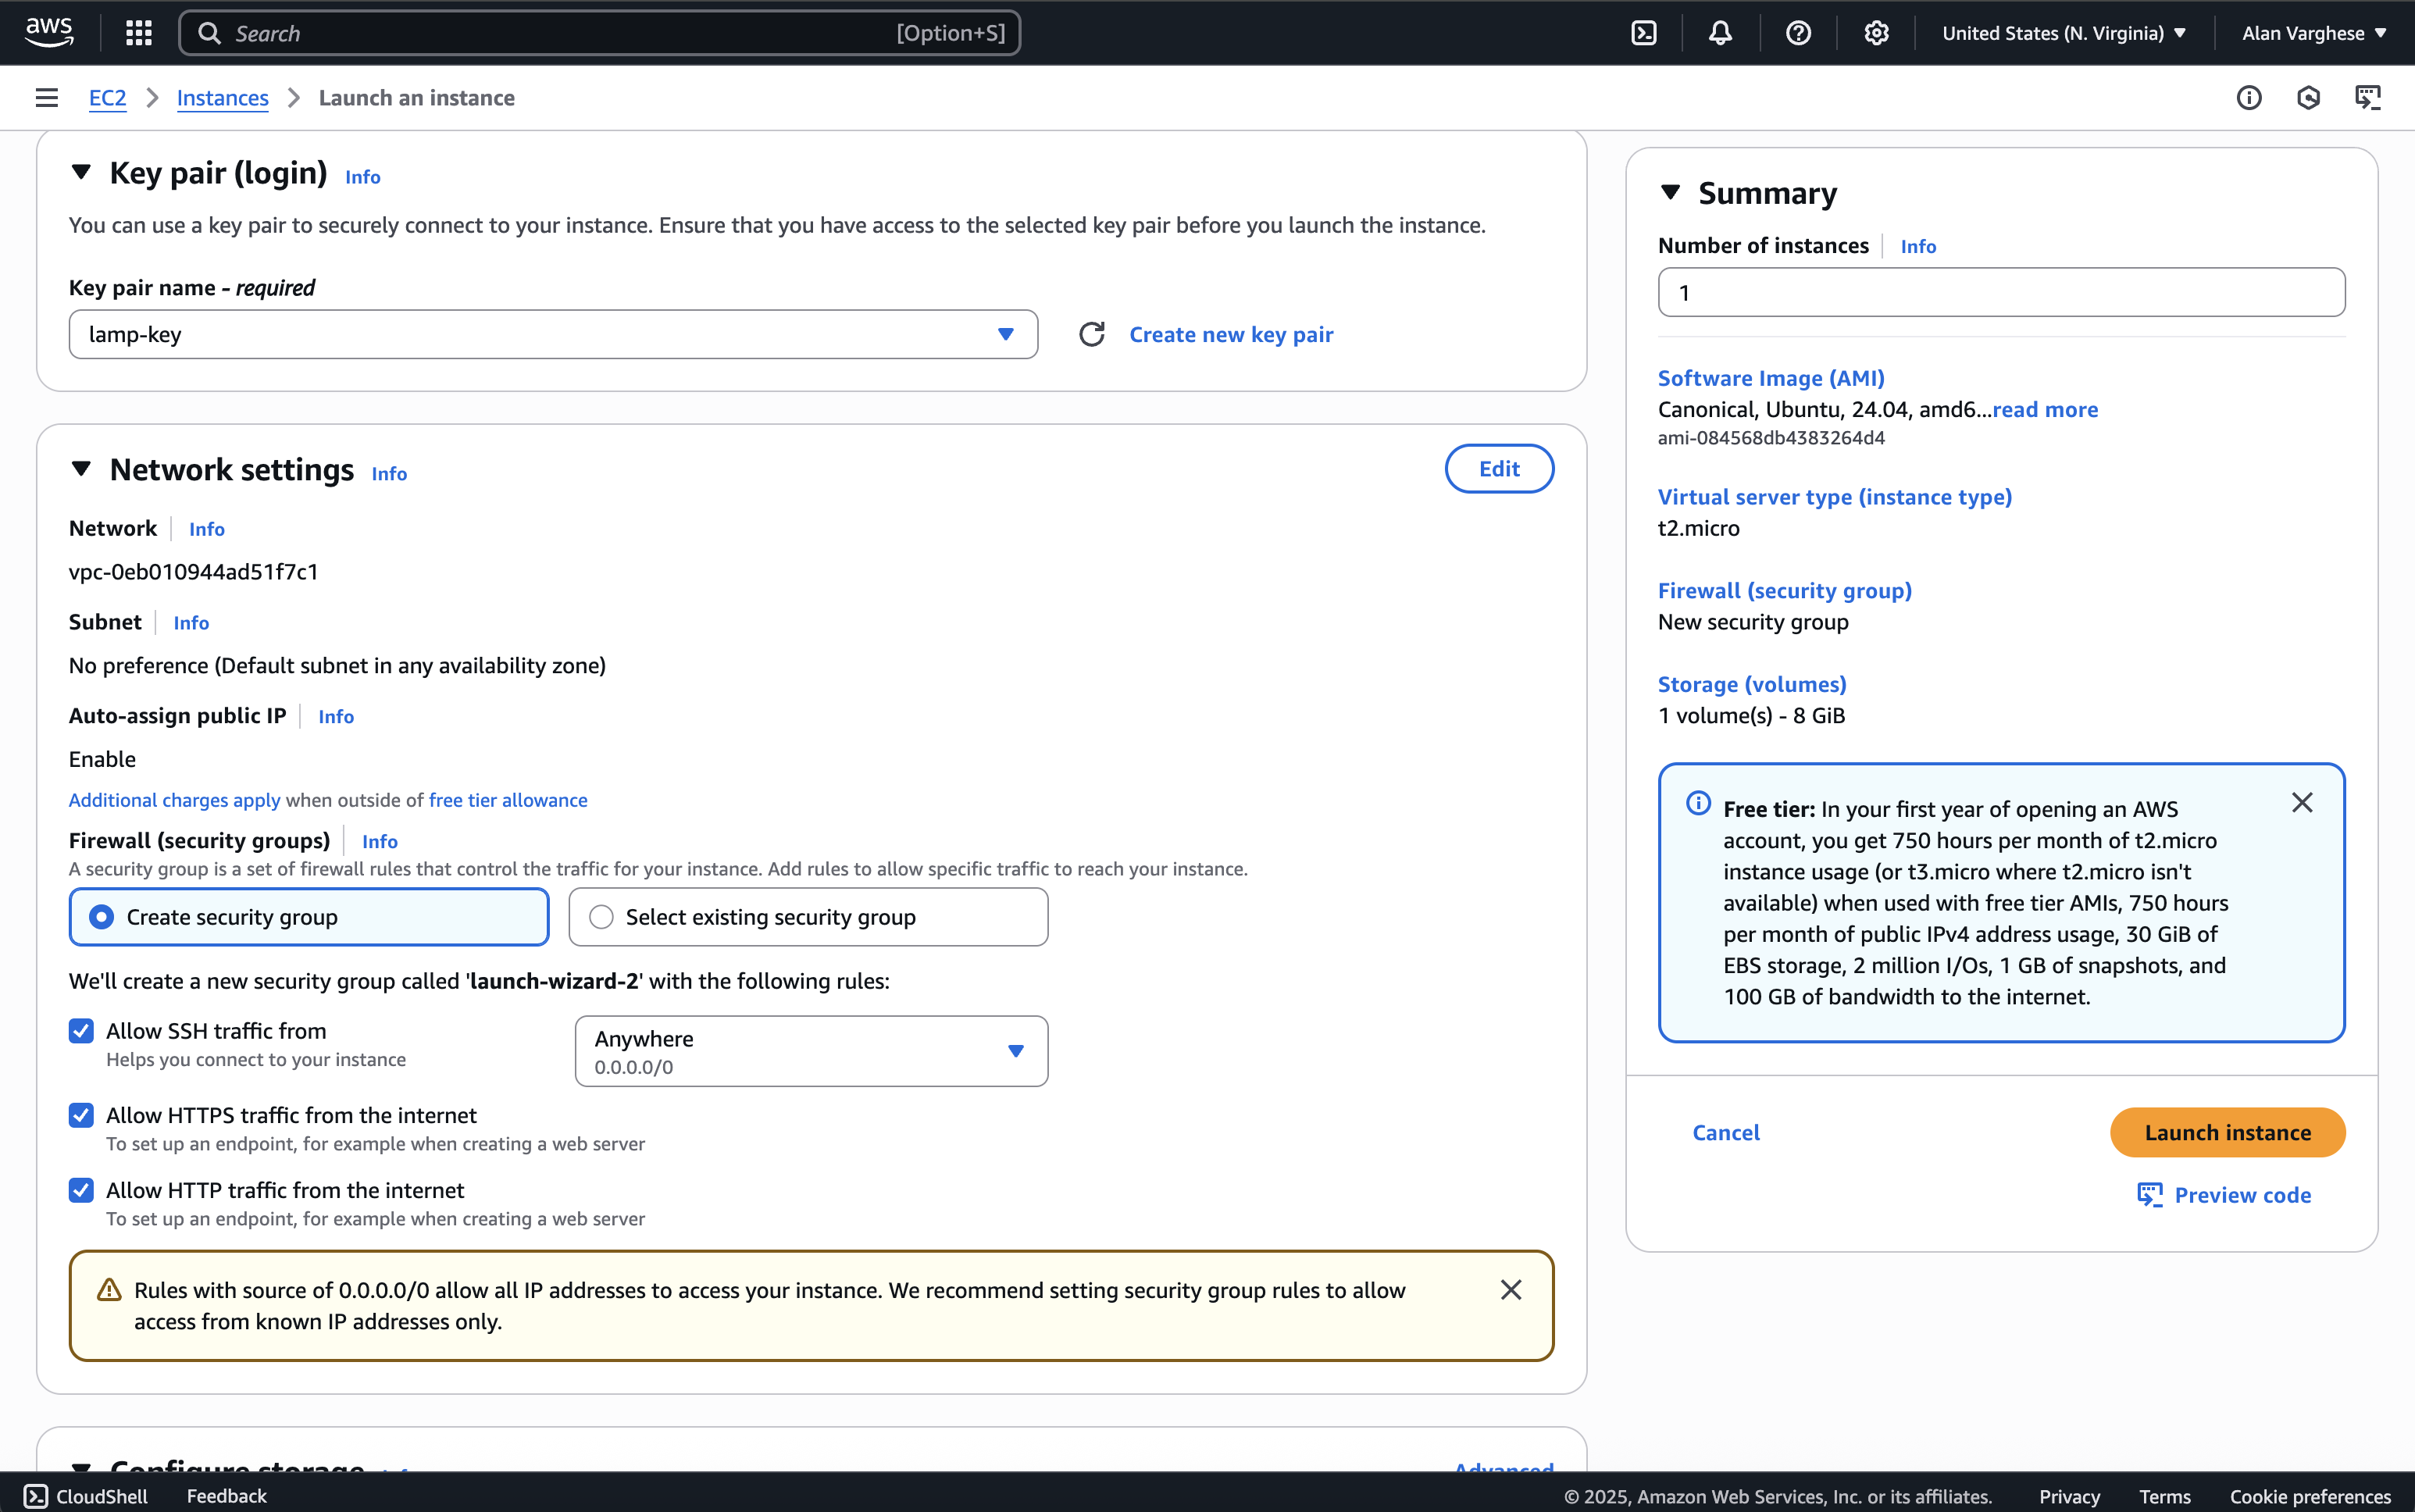 aws
Search
[Option+S]
United States (N. Virginia)
Alan Varghese
EC2
Instances
Launch an instance
Key pair (login)
Info
You can use a key pair to securely connect to your instance. Ensure that you have access to the selected key pair before you launch the instance.
Key pair name - required
lamp-key
Create new key pair
Network settings
Info
Edit
Network
Info
vpc-0eb010944ad51f7c1
Subnet
Info
No preference (Default subnet in any availability zone)
Auto-assign public IP
Info
Enable
Additional charges apply when outside of free tier allowance
Firewall (security groups)
Info
A security group is a set of firewall rules that control the traffic for your instance. Add rules to allow specific traffic to reach your instance.
Create security group
Select existing security group
We'll create a new security group called 'launch-wizard-2' with the following rules:
Allow SSH traffic from
Helps you connect to your instance
Anywhere
0.0.0.0/0
Allow HTTPS traffic from the internet
To set up an endpoint, for example when creating a web server
Allow HTTP traffic from the internet
To set up an endpoint, for example when creating a web server
Rules with source of 0.0.0.0/0 allow all IP addresses to access your instance. We recommend setting security group rules to allow
access from known IP addresses only.
Configure storage
Info
Advanced
Summary
Number of instances
Info
1
Software Image (AMI)
Canonical, Ubuntu, 24.04, amd6...read more
ami-084568db4383264d4
Virtual server type (instance type)
t2.micro
Firewall (security group)
New security group
Storage (volumes)
1 volume(s) - 8 GiB
Free tier: In your first year of opening an AWS
account, you get 750 hours per month of t2.micro
instance usage (or t3.micro where t2.micro isn't
available) when used with free tier AMIs, 750 hours
per month of public IPv4 address usage, 30 GiB of
EBS storage, 2 million I/Os, 1 GB of snapshots, and
100 GB of bandwidth to the internet.
Cancel
Launch instance
Preview code
CloudShell
Feedback
© 2025, Amazon Web Services, Inc. or its affiliates.
Privacy
Terms
Cookie preferences